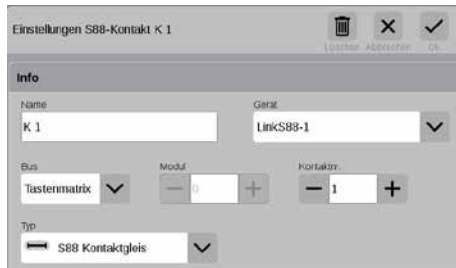 Einstellungen S88-Kontakt K 1
Löschen Abbrechen Ok
Info
Name Gerät
K 1 LinkS88-1
Bus Modul Kontaktnr.
Tastenmatrix 0 1
Typ
S88 Kontaktgleis